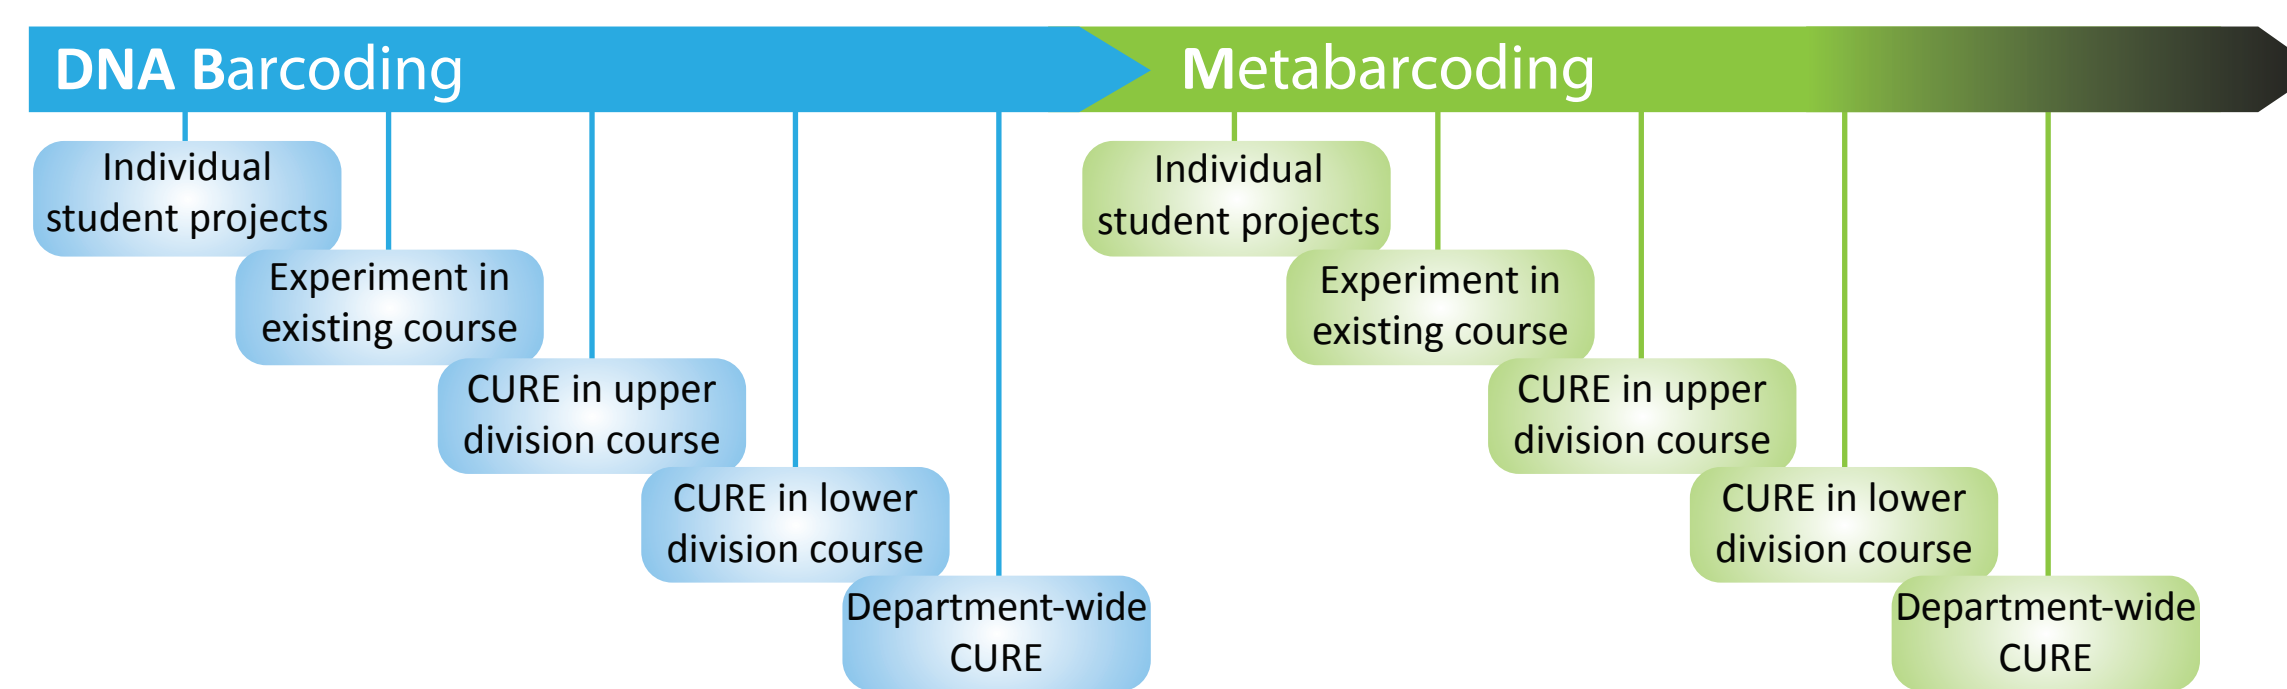 DNA Barcoding
Individual
student projects
Experiment in
existing course
CURE in upper
division course
CURE in lower
division course
Department-wide
CURE
Metabarcoding
Individual
student projects
Experiment in
existing course
CURE in upper
division course
CURE in lower
division course
Department-wide
CURE